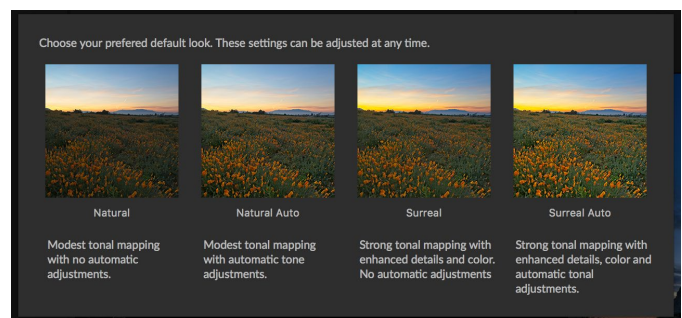 Choose your prefered default look. These settings can be adjusted at any time.
Natural
Natural Auto
Surreal
Surreal Auto
Modest tonal mapping
with no automatic
adjustments.
Modest tonal mapping
with automatic tone
adjustments.
Strong tonal mapping with
enhanced details and color.
No automatic adjustments
Strong tonal mapping with
enhanced details, color and
automatic tonal
adjustments.